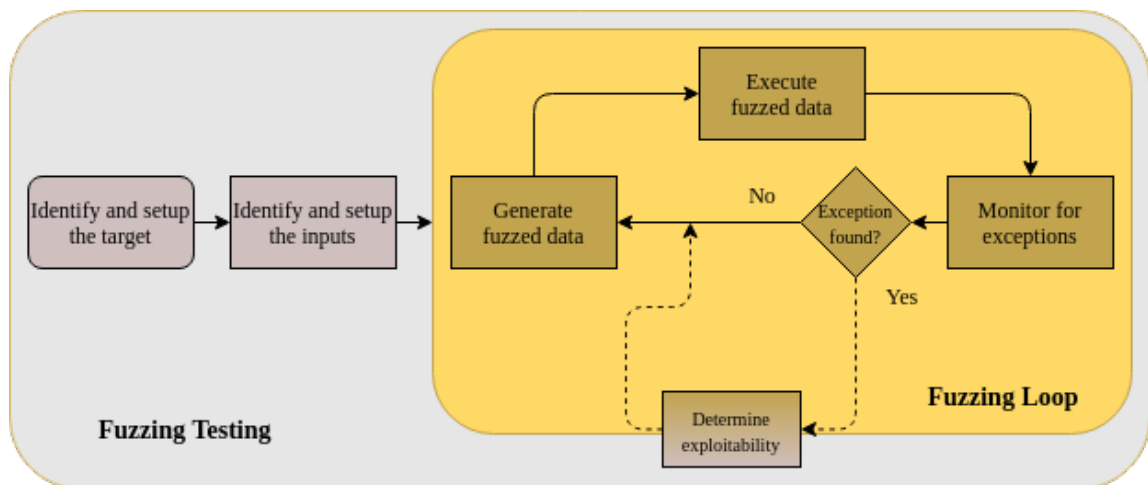 Identify and setup
the target
Identify and setup
the inputs
Generate
fuzzed data
Execute
fuzzed data
Monitor for
exceptions
Exception
found?
No
Yes
Determine
exploitability
Fuzzing Loop
Fuzzing Testing